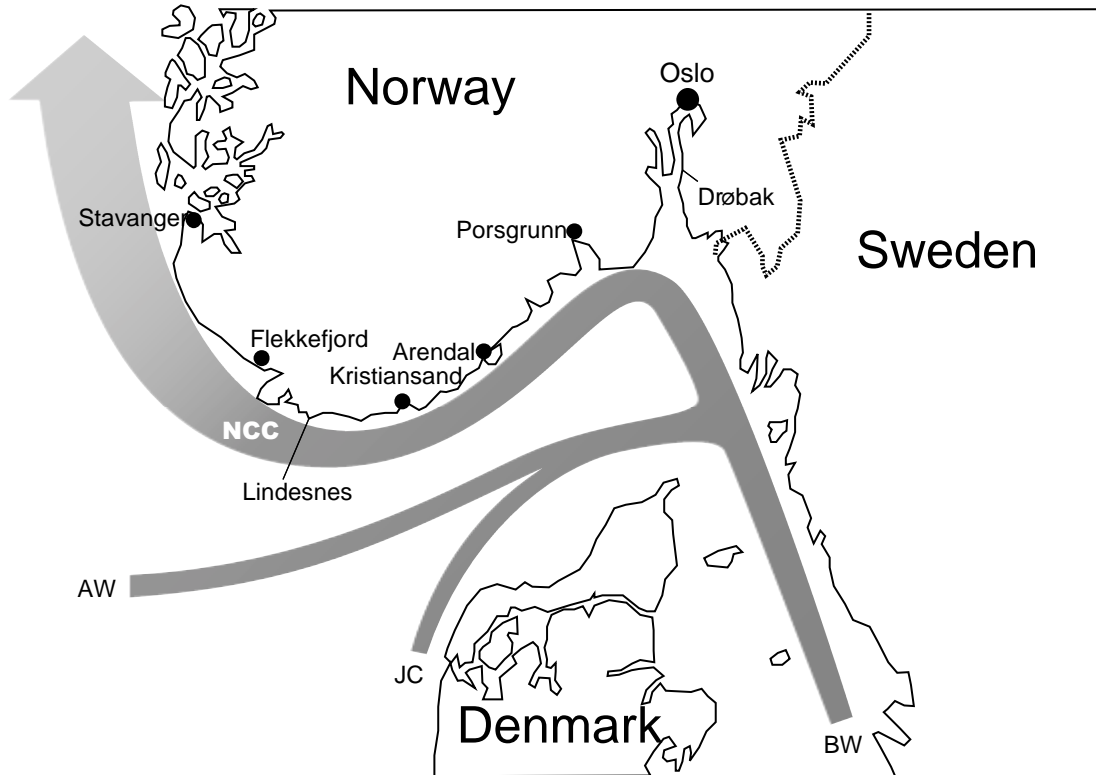 Oslo
Norway
Drøbak
Stavanger
Porsgrunn
Sweden
Flekkefjord
Arendal
Kristiansand
NCC
Lindesnes
AW
JC
Denmark
BW